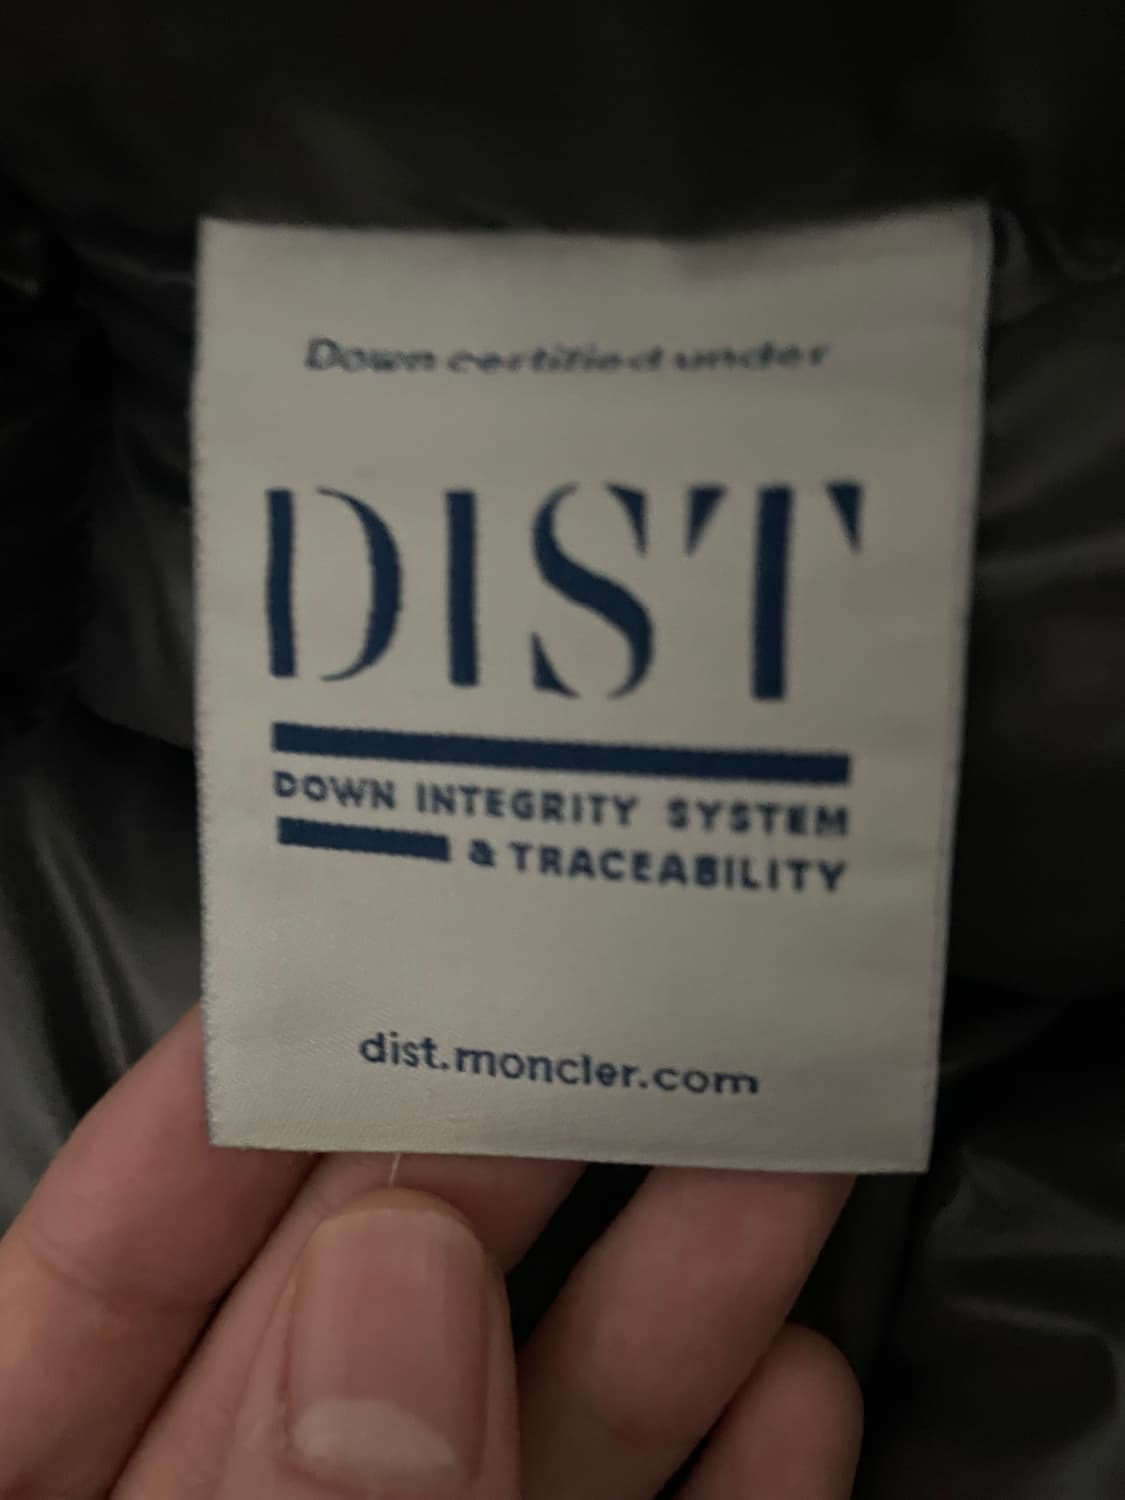 Down certified under
DIST
DOWN INTEGRITY SYSTEM
& TRACEABILITY
dist.moncler.com